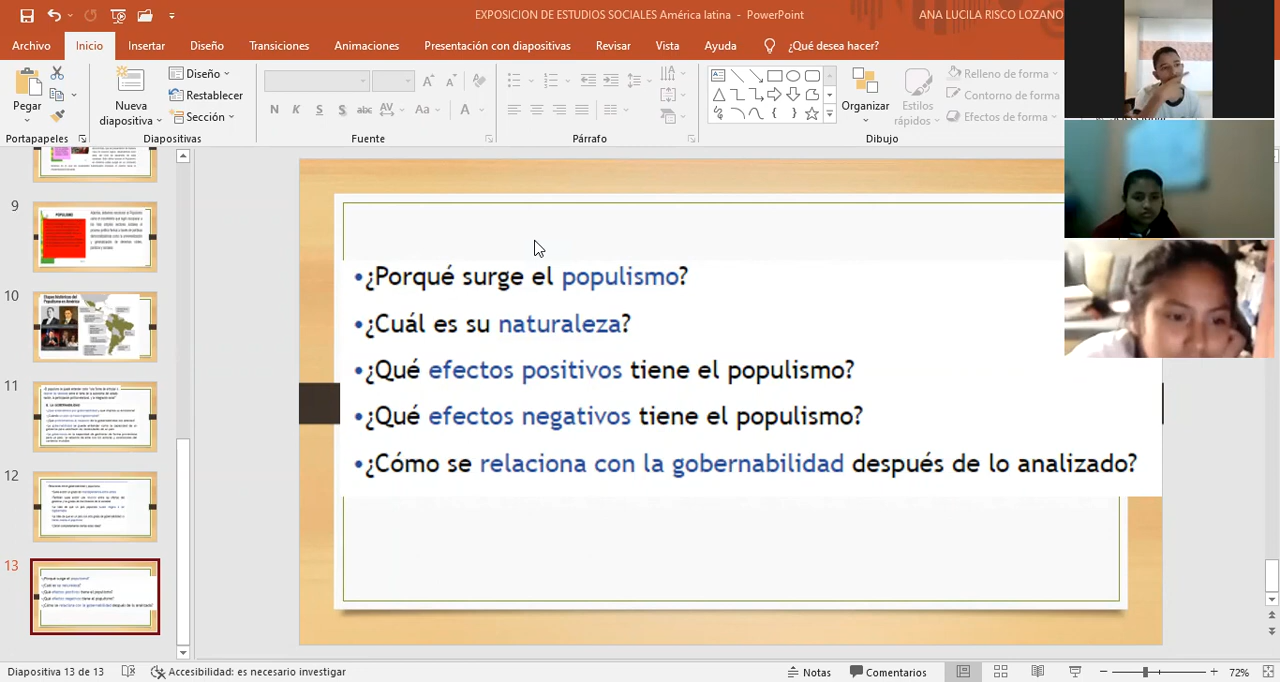 EXPOSICION DE ESTUDIOS SOCIALES América latina - PowerPoint
ANA LUCILA RISCO LOZANO
Archivo Inicio Insertar Diseño Transiciones Animaciones Presentación con diapositivas Revisar Vista Ayuda ¿Qué desea hacer?
Pegar
Nueva diapositiva
Diseño
Restablecer
Sección
N K S S abc AV Aa A
Organizar
Estilos rápidos
Relleno de forma
Contorno de forma
Efectos de forma
Portapapeles Diapositivas Fuente Párrafo Dibujo
9
POPULISMO
10
11
12
13
•¿Porqué surge el populismo?
•¿Cuál es su naturaleza?
•¿Qué efectos positivos tiene el populismo?
•¿Qué efectos negativos tiene el populismo?
•¿Cómo se relaciona con la gobernabilidad después de lo analizado?
Diapositiva 13 de 13 Accesibilidad: es necesario investigar Notas Comentarios 72%